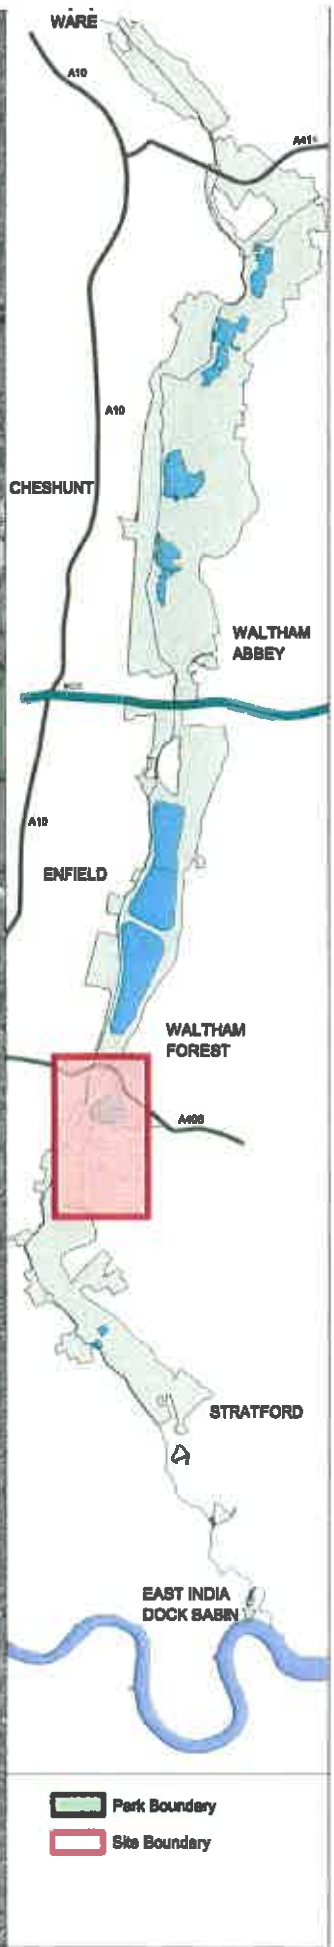 WARE
A10
A41
A10
CHESHUNT
WALTHAM
ABBEY
A10
ENFIELD
WALTHAM
FOREST
A406
STRATFORD
EAST INDIA
DOCK BASIN
Park Boundary
Site Boundary